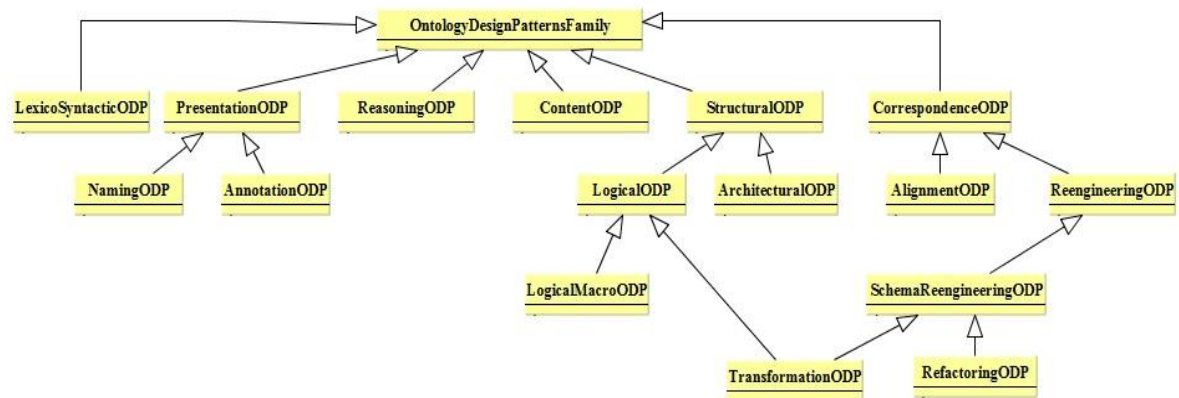 OntologyDesignPatternsFamily
LexicoSyntacticODP
PresentationODP
ReasoningODP
ContentODP
StructuralODP
CorrespondenceODP
NamingODP
AnnotationODP
LogicalODP
ArchitecturalODP
AlignmentODP
ReengineeringODP
LogicalMacroODP
SchemaReengineeringODP
TransformationODP
RefactoringODP